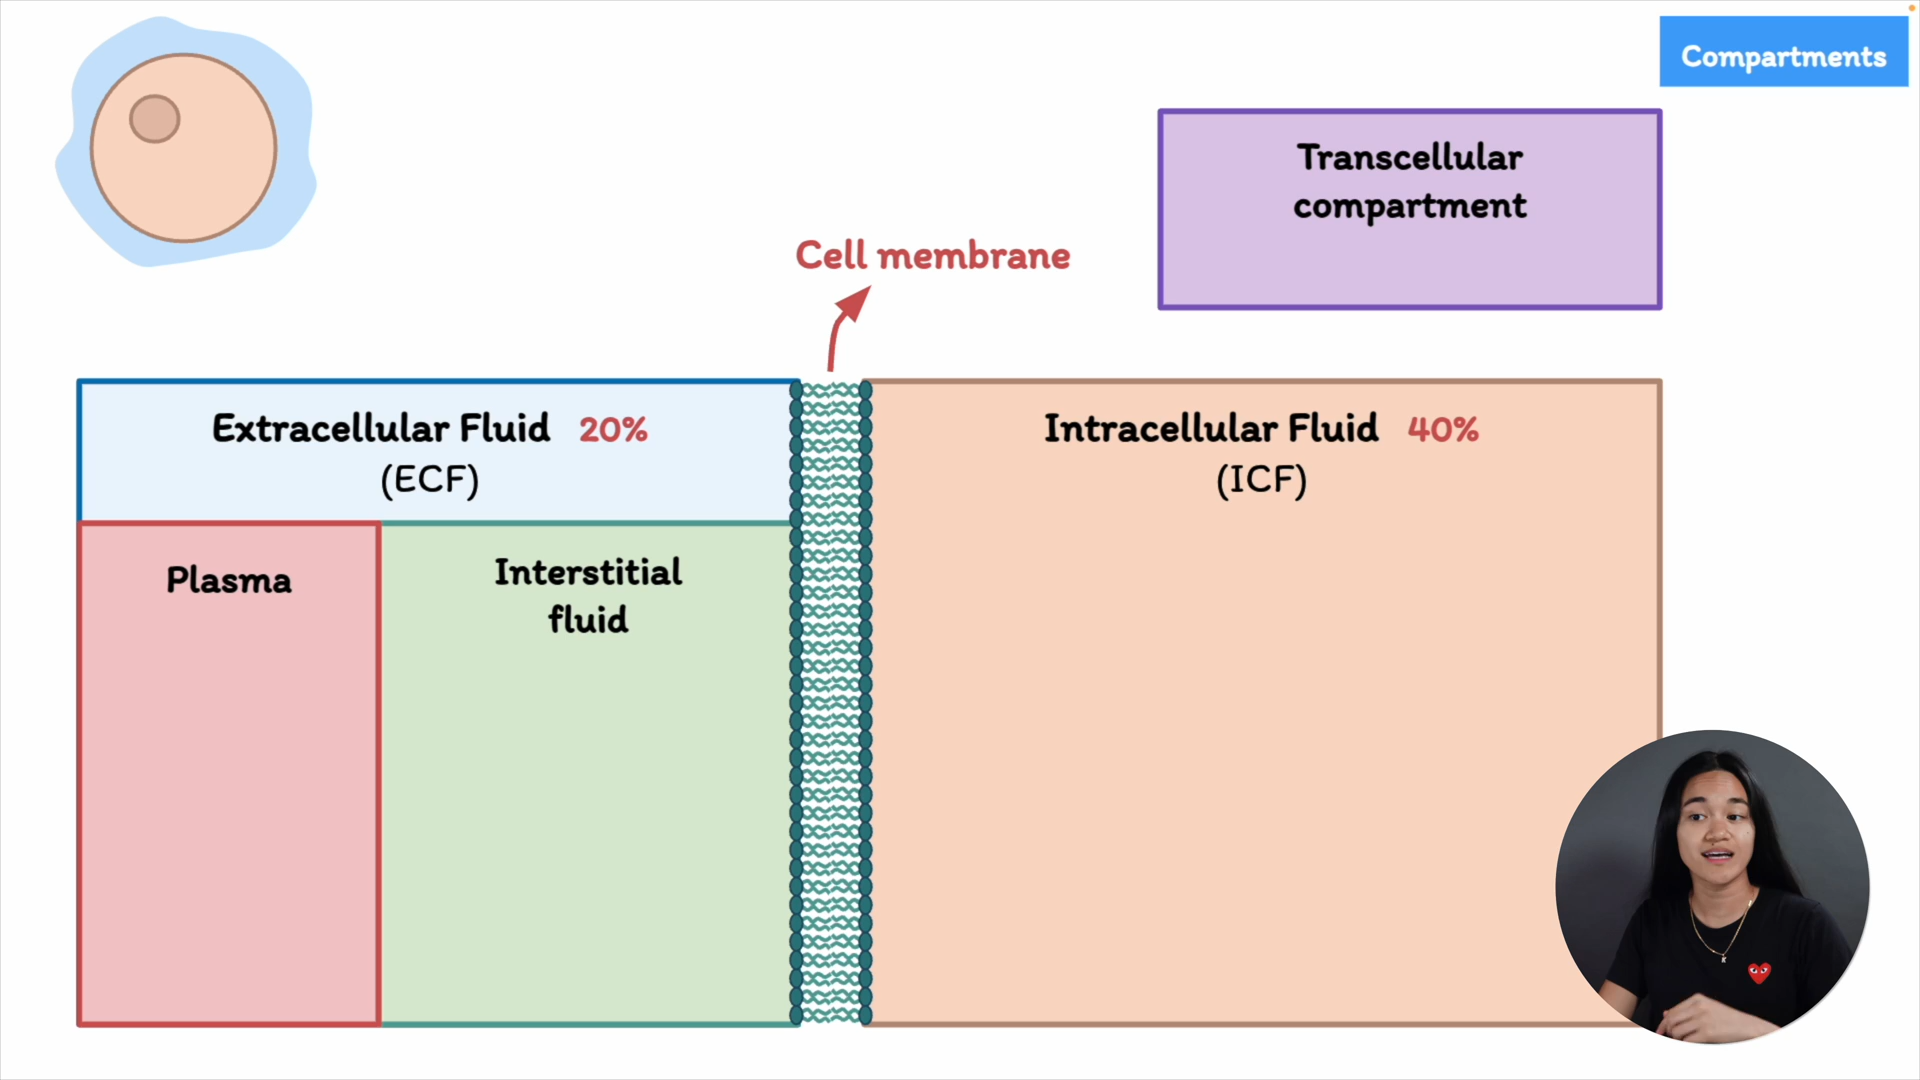 Compartments
Transcellular
compartment
Cell membrane
Extracellular Fluid 20%
(ECF)
Intracellular Fluid 40%
(ICF)
Plasma
Interstitial
fluid